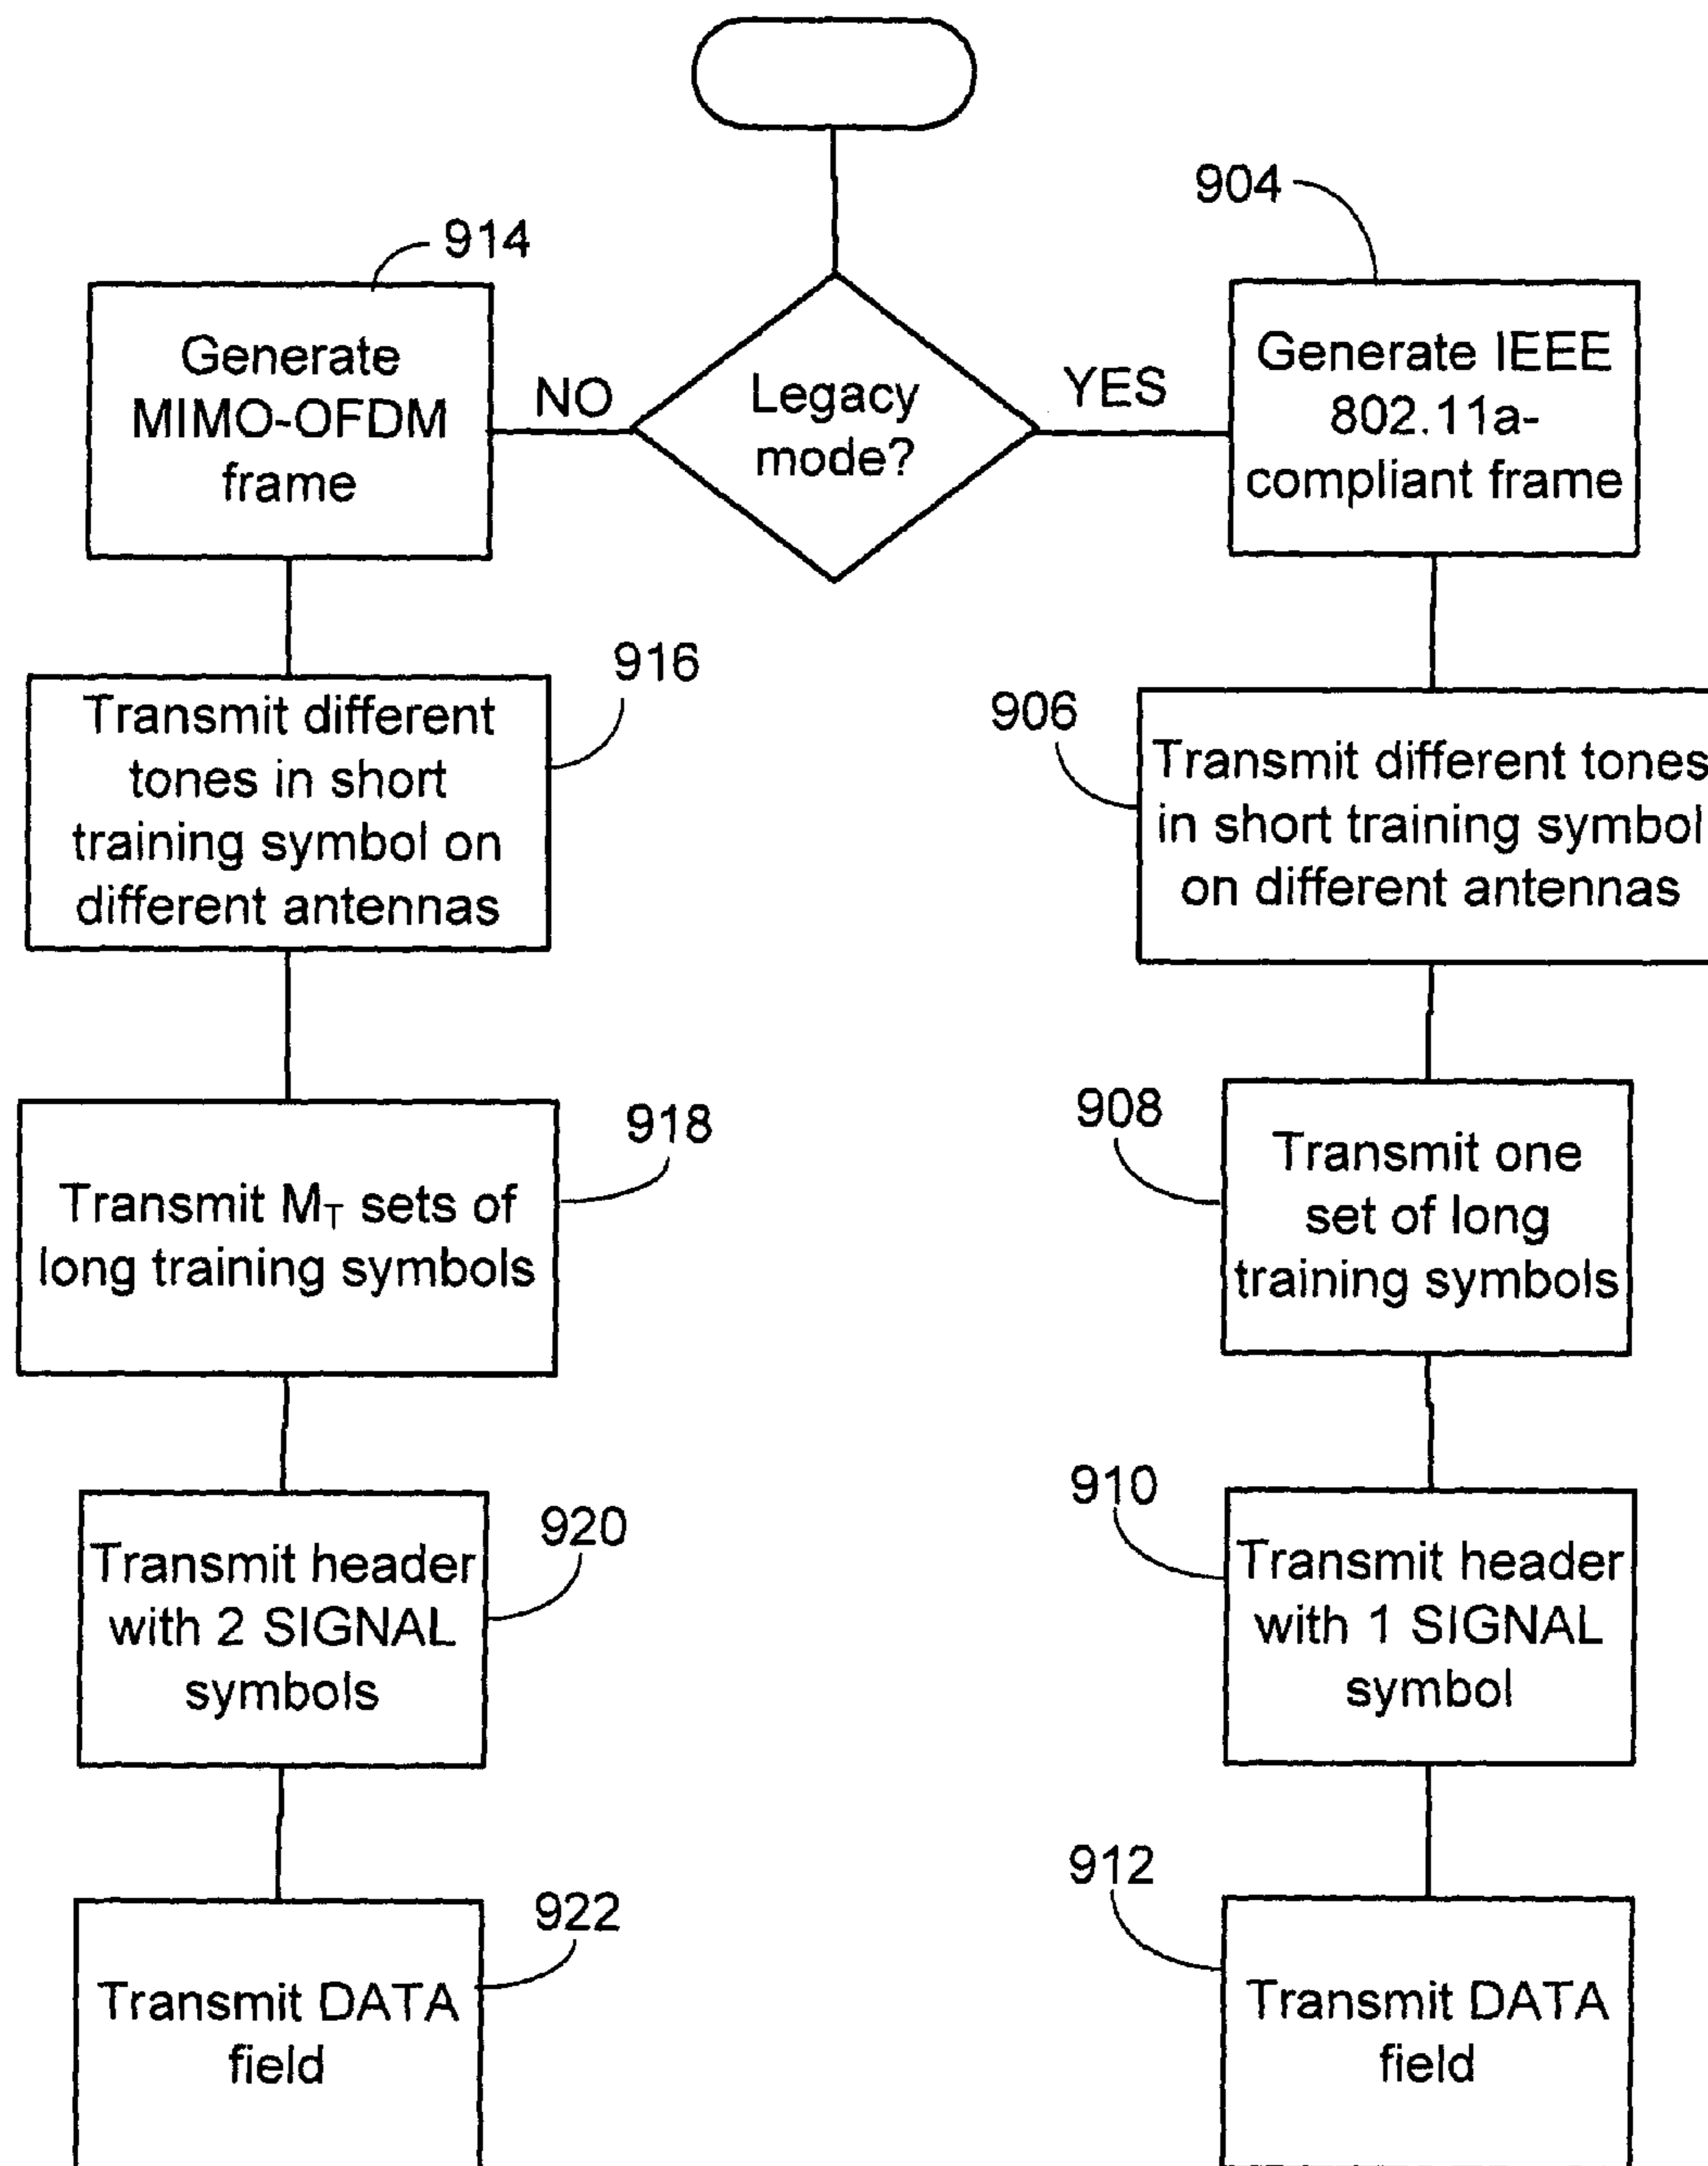 904
914
Generate
MIMO-OFDM
frame
NO
Legacy
mode?
YES
Generate IEEE
802.11a-
compliant frame
916
Transmit different
tones in short
training symbol on
different antennas
906
Transmit different tones
in short training symbol
on different antennas
918
Transmit MT sets of
long training symbols
908
Transmit one
set of long
training symbols
920
Transmit header
with 2 SIGNAL
symbols
910
Transmit header
with 1 SIGNAL
symbol
922
Transmit DATA
field
912
Transmit DATA
field